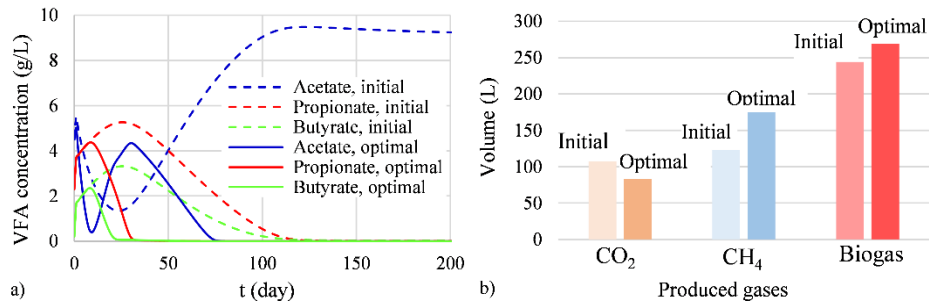 VFA concentration (g/L)
10
8
6
4
2
0
Acetate, initial
Propionate, initial
Butyrate, initial
Acetate, optimal
Propionate, optimal
Butyrate, optimal
0 50 100 150 200
a) t (day)
Volume (L)
300
250
200
150
100
50
0
Initial Optimal
Initial Optimal
Initial Optimal
CO₂ CH₄ Biogas
b) Produced gases